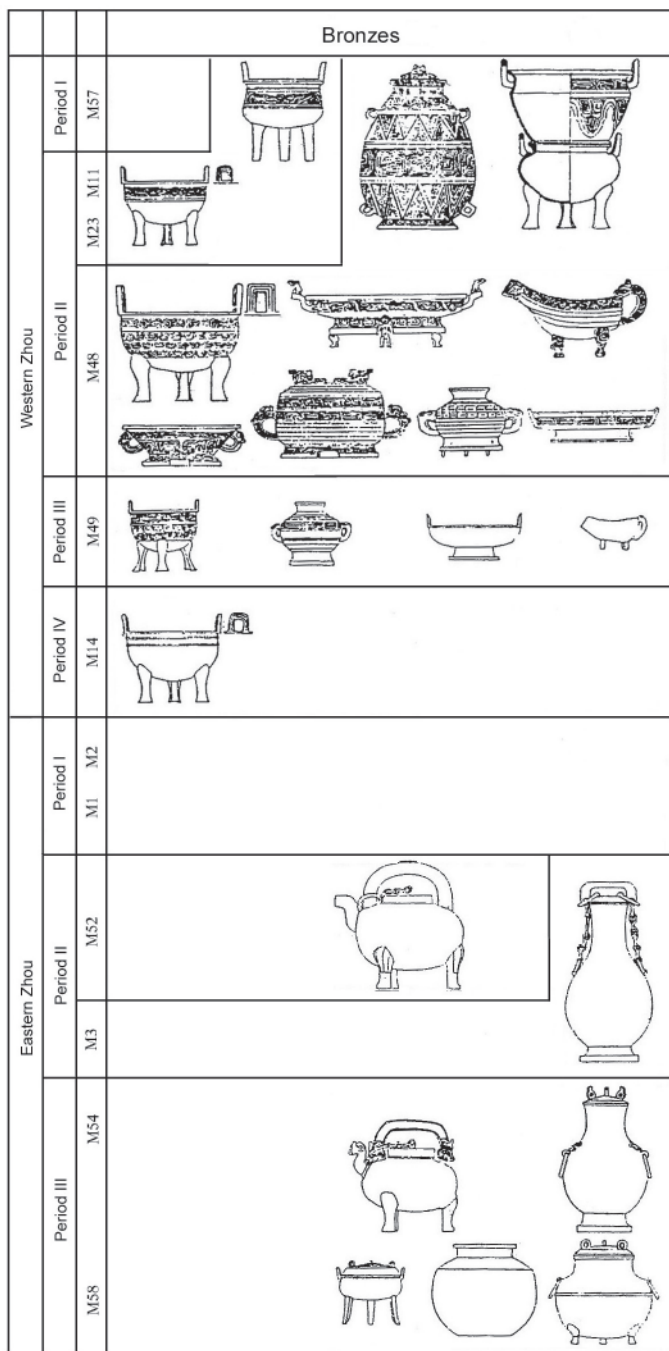 Bronzes
Western Zhou
Period I
M57
Period II
M11
M23
M48
Period III
M49
Period IV
M14
Eastern Zhou
Period I
M2
M1
Period II
M52
M3
Period III
M54
M58